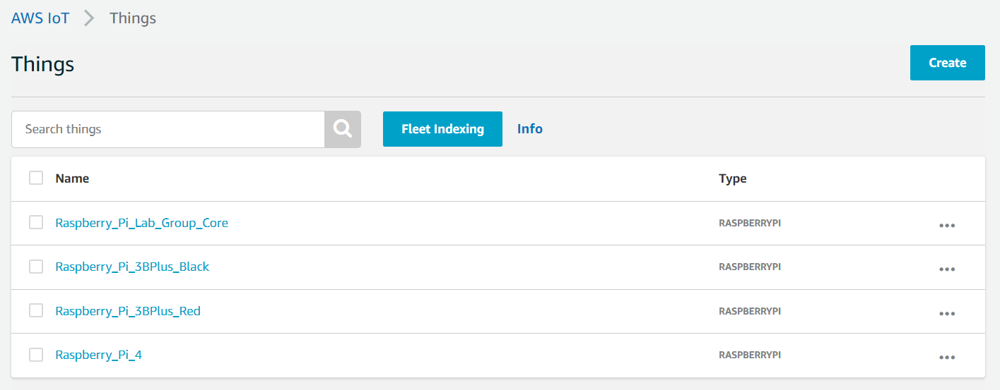 AWS IoT Things
Things
Create
Search things Fleet Indexing Info
Name Type
Raspberry_Pi_Lab_Group_Core RASPBERRYPI
Raspberry_Pi_3BPlus_Black RASPBERRYPI
Raspberry_Pi_3BPlus_Red RASPBERRYPI
Raspberry_Pi_4 RASPBERRYPI